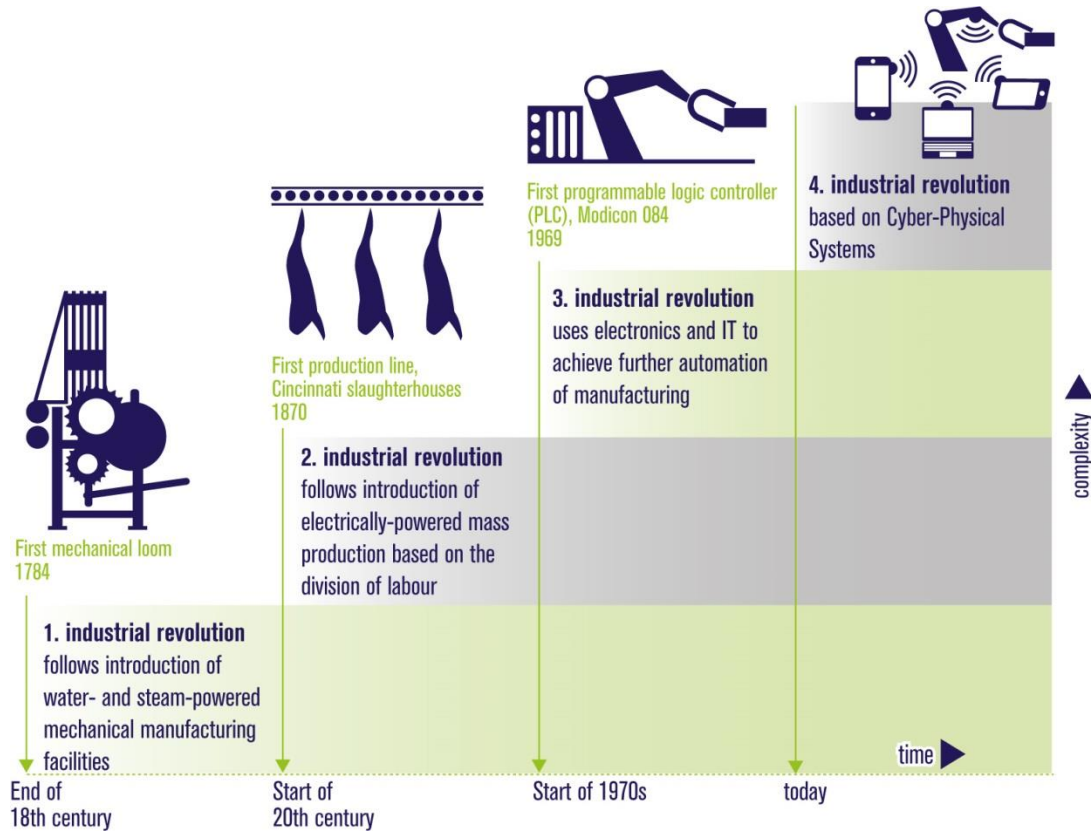 First mechanical loom
1784
First production line,
Cincinnati slaughterhouses
1870
First programmable logic controller
(PLC), Modicon 084
1969
4. industrial revolution
based on Cyber-Physical
Systems
3. industrial revolution
uses electronics and IT to
achieve further automation
of manufacturing
2. industrial revolution
follows introduction of
electrically-powered mass
production based on the
division of labour
1. industrial revolution
follows introduction of
water- and steam-powered
mechanical manufacturing
facilities
complexity
time
End of
18th century
Start of
20th century
Start of 1970s
today